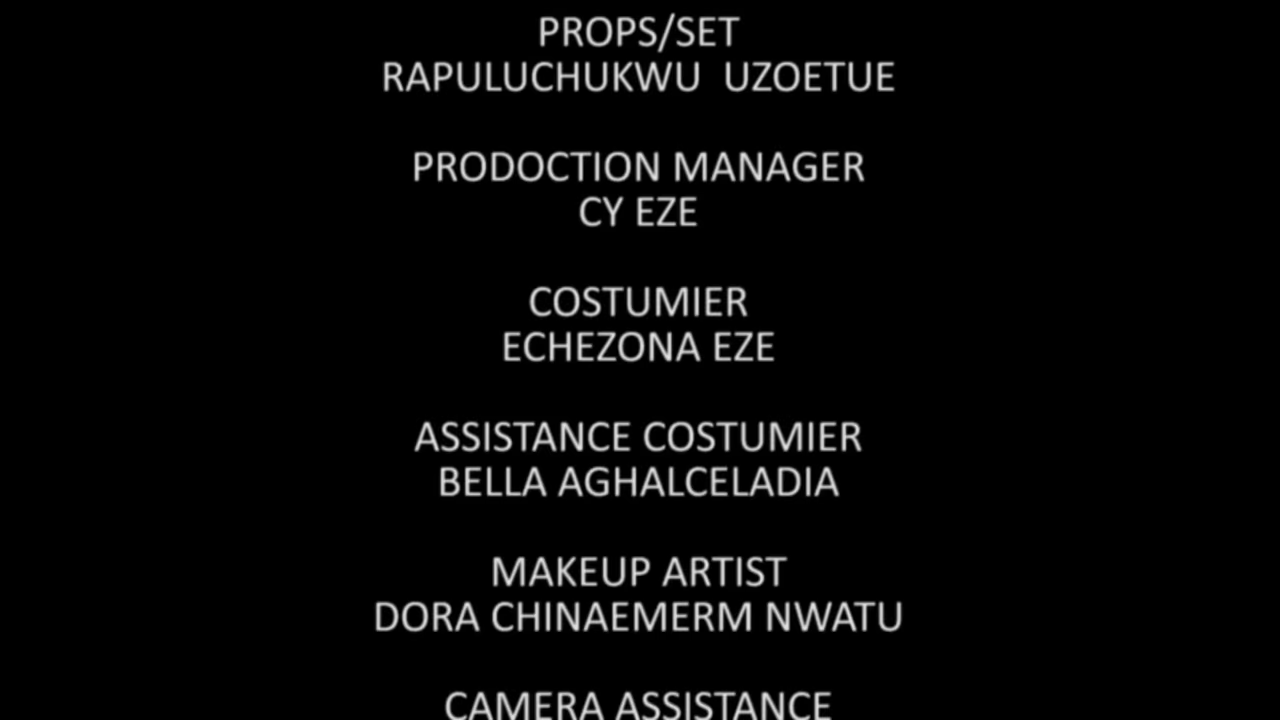 PROPS/SET
RAPULUCHUKWU UZOETUE
PRODOCTION MANAGER
CY EZE
COSTUMIER
ECHEZONA EZE
ASSISTANCE COSTUMIER
BELLA AGHALCELADIA
MAKEUP ARTIST
DORA CHINAEMERM NWATU
CAMERA ASSISTANCE